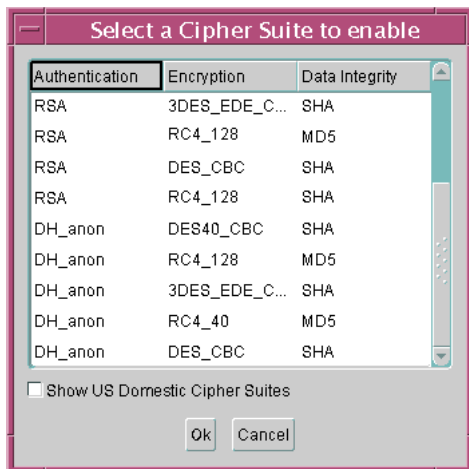 Select a Cipher Suite to enable
Authentication Encryption Data Integrity
RSA 3DES_EDE_C... SHA
RSA RC4_128 MD5
RSA DES_CBC SHA
RSA RC4_128 SHA
DH_anon DES40_CBC SHA
DH_anon RC4_128 MD5
DH_anon 3DES_EDE_C... SHA
DH_anon RC4_40 MD5
DH_anon DES_CBC SHA
Show US Domestic Cipher Suites
Ok Cancel